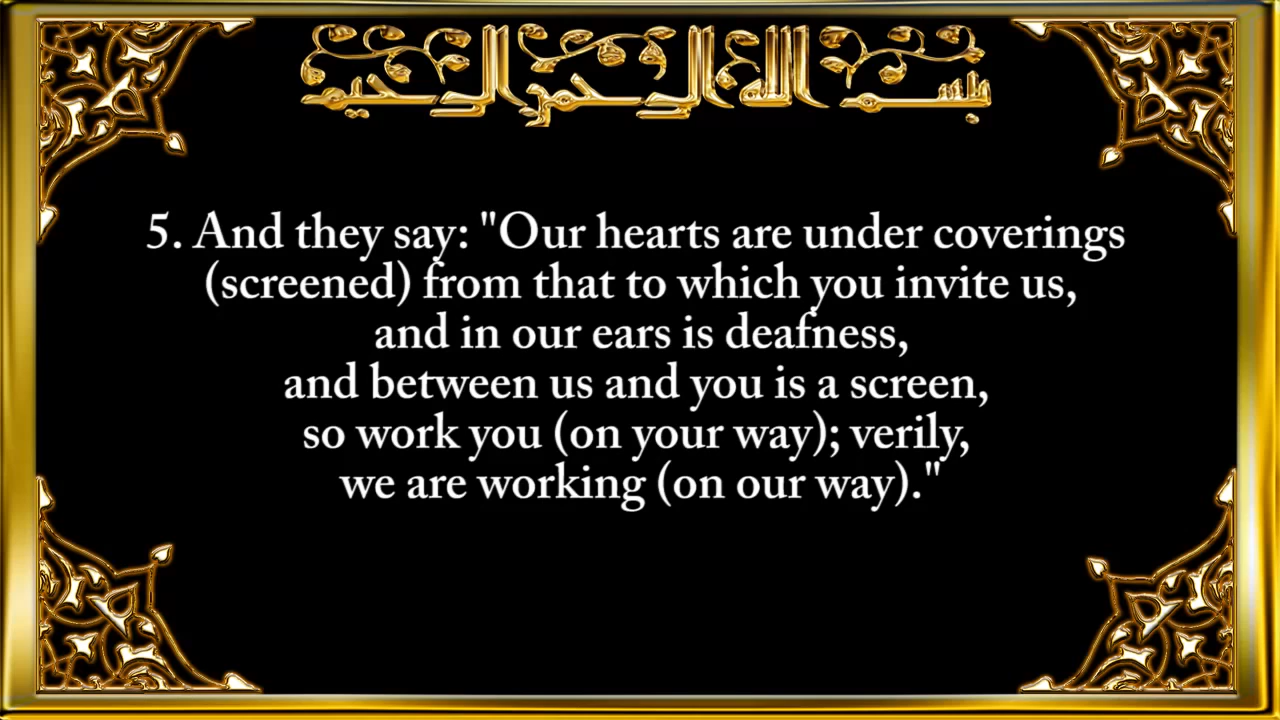 بسم الله الرحمن الرحيم
5. And they say: "Our hearts are under coverings
(screened) from that to which you invite us,
and in our ears is deafness,
and between us and you is a screen,
so work you (on your way); verily,
we are working (on our way)."